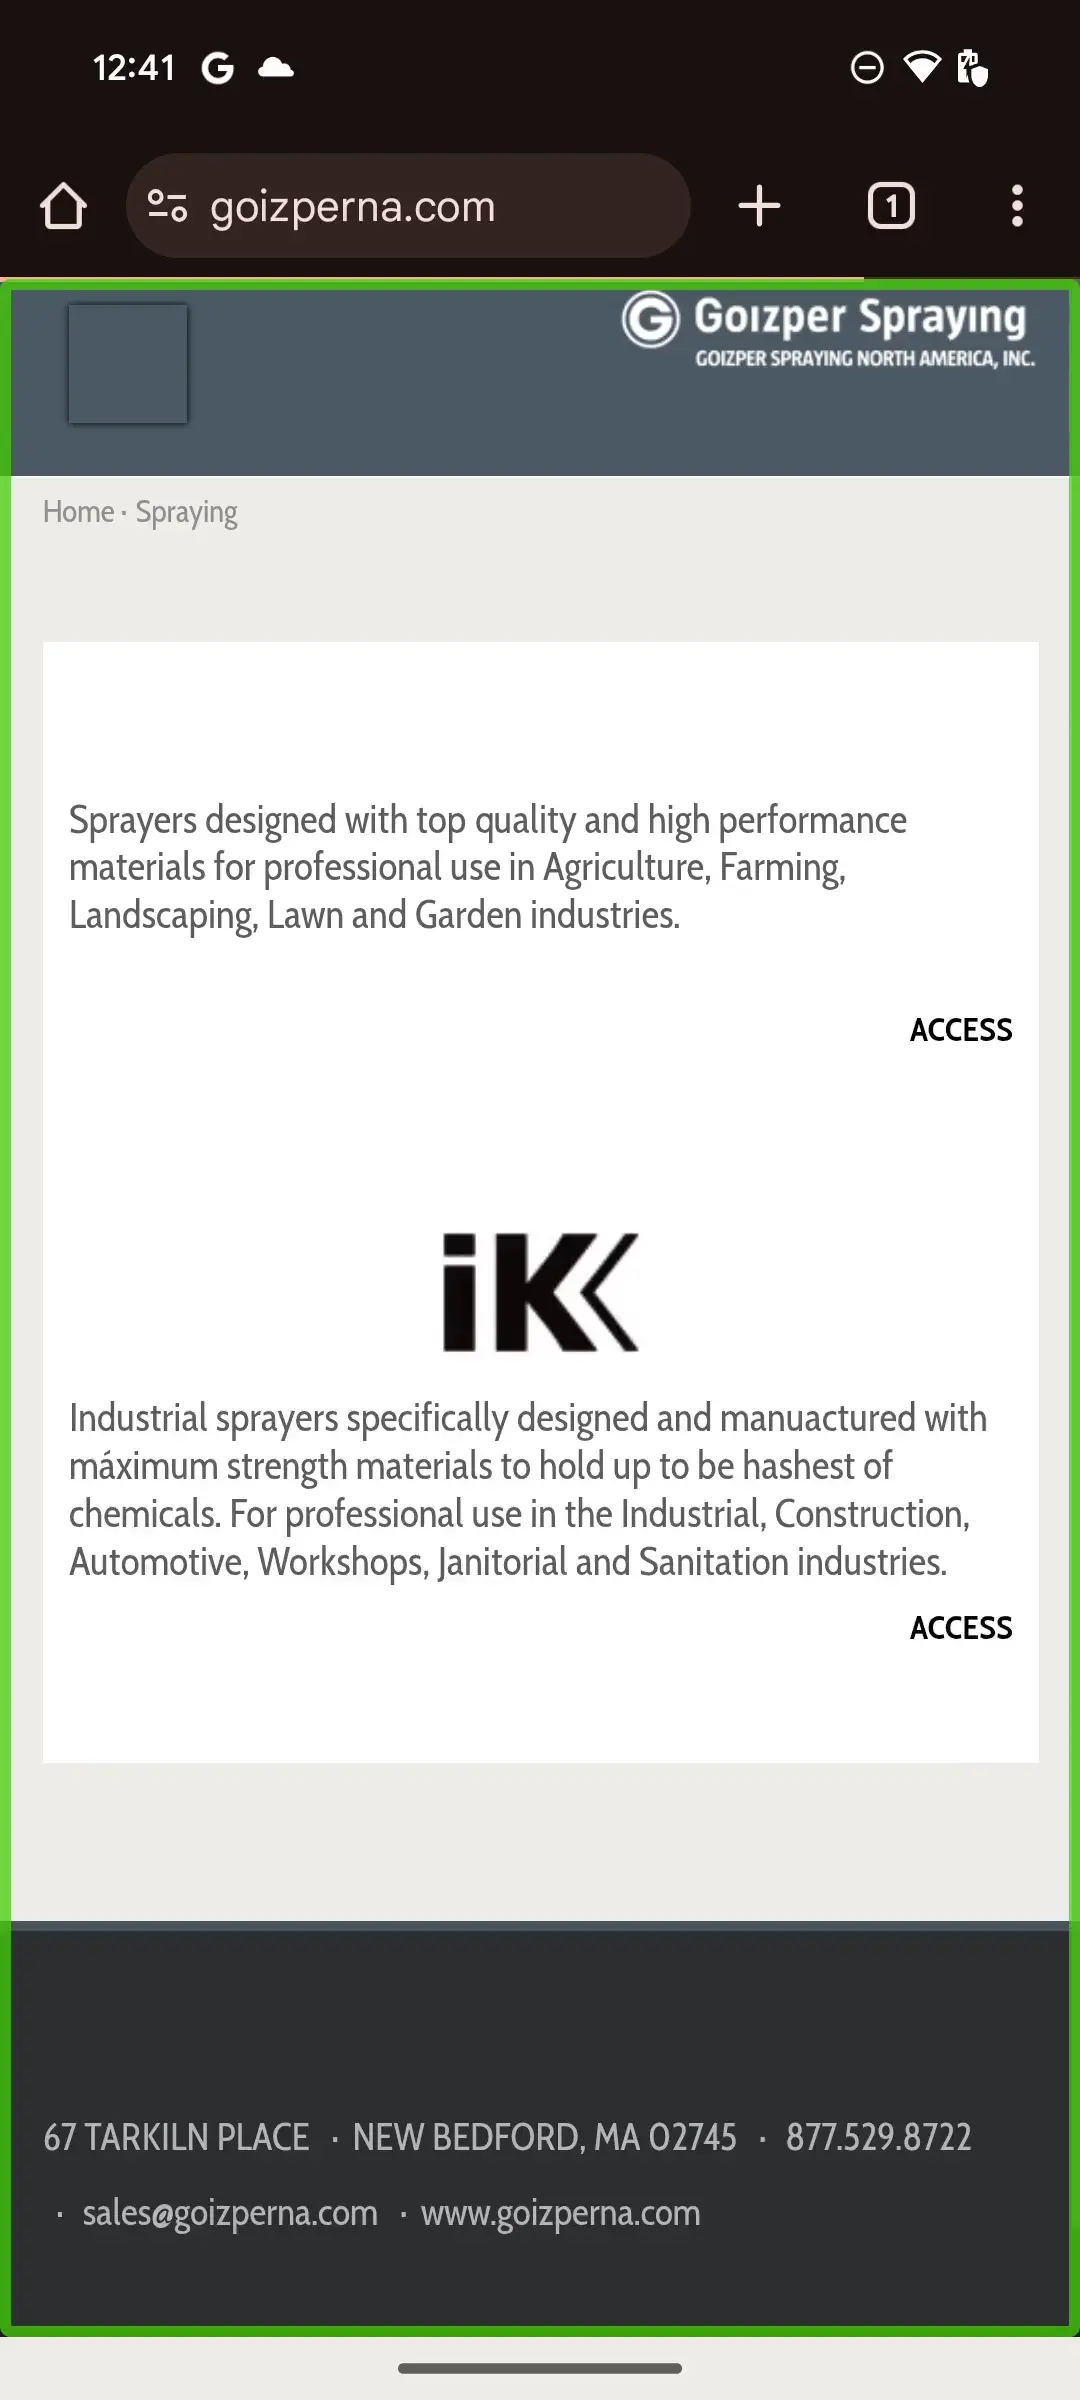 12:41
goizperna.com
1
Goizper Spraying
GOIZPER SPRAYING NORTH AMERICA, INC.
Home · Spraying
Sprayers designed with top quality and high performance
materials for professional use in Agriculture, Farming,
Landscaping, Lawn and Garden industries.
ACCESS
iK
Industrial sprayers specifically designed and manuactured with
máximum strength materials to hold up to be hashest of
chemicals. For professional use in the Industrial, Construction,
Automotive, Workshops, Janitorial and Sanitation industries.
ACCESS
67 TARKILN PLACE · NEW BEDFORD, MA 02745 · 877.529.8722
· sales@goizperna.com · www.goizperna.com